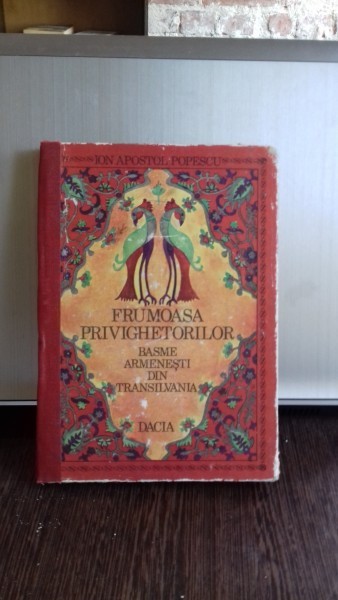 ION APOSTOL POPESCU
FRUMOASA
PRIVIGHETORILOR
BASME
ARMENEȘTI
DIN
TRANSILVANIA
DACIA